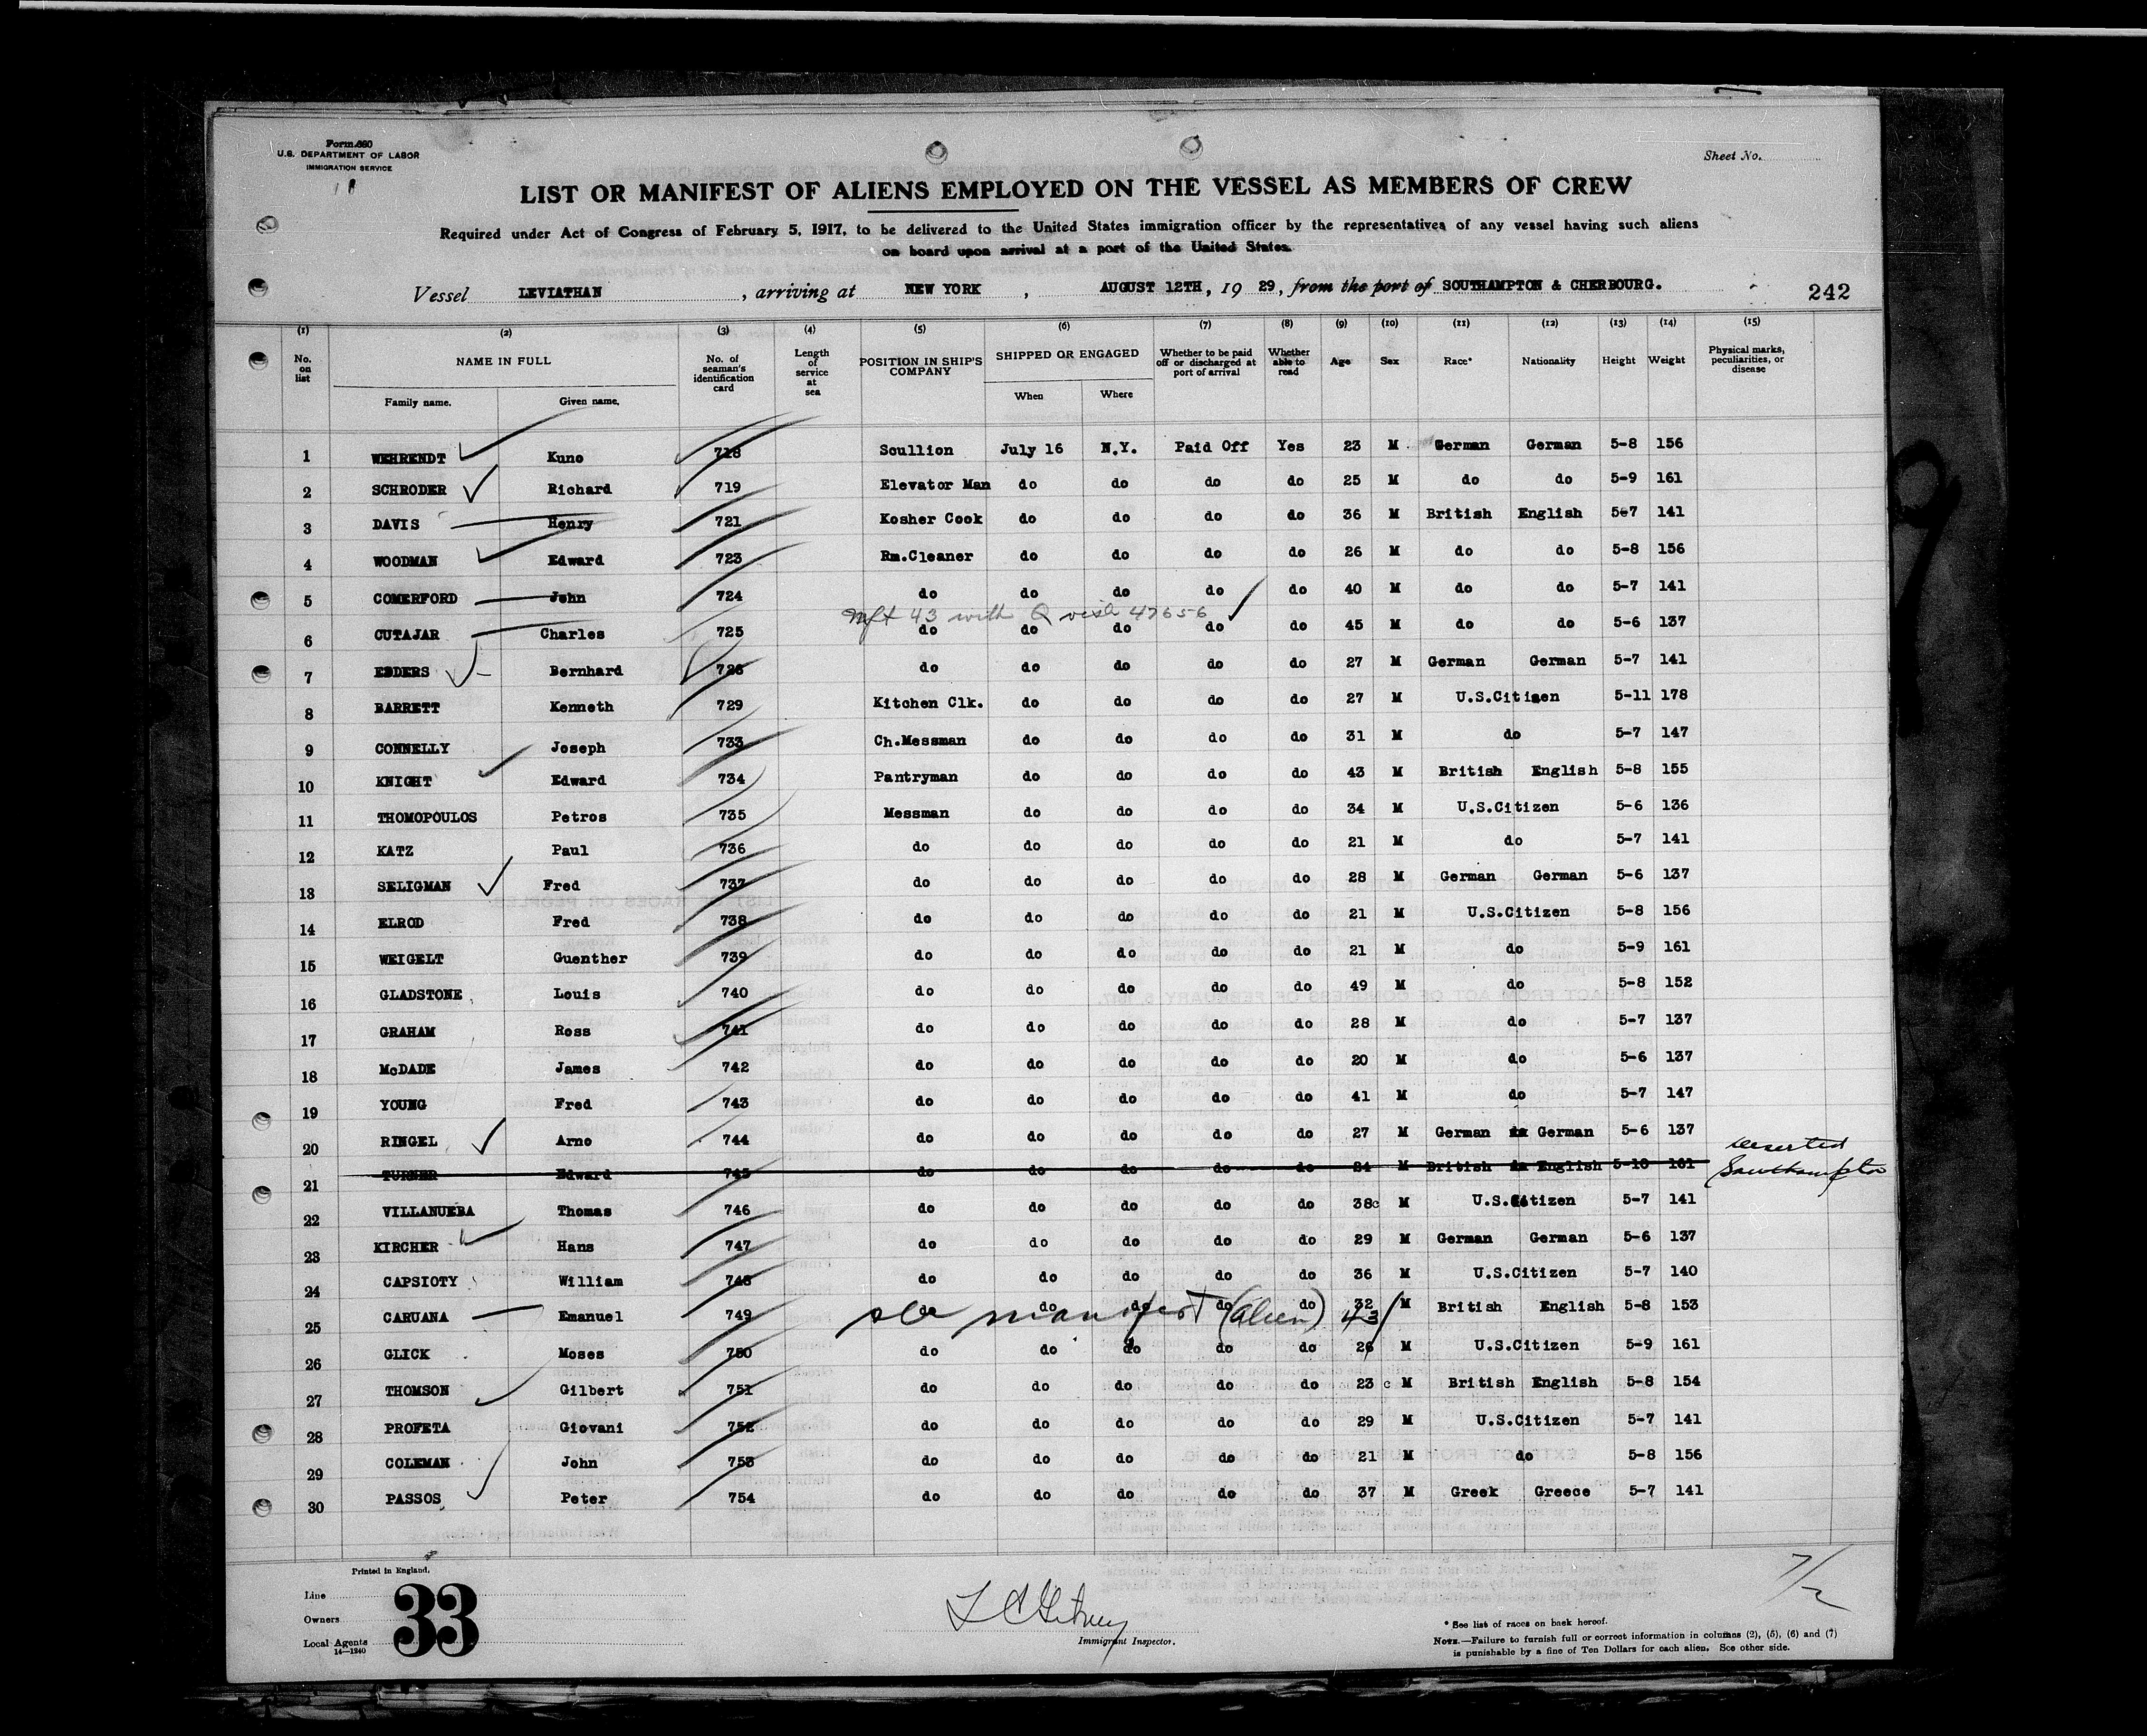 Form 680
U.S. DEPARTMENT OF LABOR
IMMIGRATION SERVICE
Sheet No.
LIST OR MANIFEST OF ALIENS EMPLOYED ON THE VESSEL AS MEMBERS OF CREW
Required under Act of Congress of February 5, 1917, to be delivered to the United States immigration officer by the representatives of any vessel having such aliens
on board upon arrival at a port of the United States.
Vessel LEVIATHAN , arriving at NEW YORK , AUGUST 12TH, 19 29, from the port of SOUTHAMPTON & CHERBOURG.
242
(1) (2) (3) (4) (5) (6) (7) (8) (9) (10) (11) (12) (13) (14) (15)
No. on list NAME IN FULL Family name. Given name. No. of seaman's identification card Length of service at sea POSITION IN SHIP'S COMPANY SHIPPED OR ENGAGED When Where Whether to be paid off or discharged at port of arrival Whether able to read Age Sex Race* Nationality Height Weight Physical marks, peculiarities, or disease
1 WEHRENDT Kuno 718 Scullion July 16 N.Y. Paid Off Yes 23 M German German 5-8 156
2 SCHRODER Richard 719 Elevator Man do do do do 25 M do do 5-9 161
3 DAVIS Henry 721 Kosher Cook do do do do 36 M British English 5-7 141
4 WOODMAN Edward 723 Rm.Cleaner do do do do 26 M do do 5-8 156
5 COMERFORD John 724 do do do do do 40 M do do 5-7 141
Mft 43 with Q visa 47656
6 CUTAJAR Charles 725 do do do do do 45 M do do 5-6 137
7 EBDERS Bernhard 726 do do do do do 27 M German German 5-7 141
8 BARRETT Kenneth 729 Kitchen Clk. do do do do 27 M U.S.Citizen 5-11 178
9 CONNELLY Joseph 733 Ch.Messman do do do do 31 M do 5-7 147
10 KNIGHT Edward 734 Pantryman do do do do 43 M British English 5-8 155
11 THOMOPOULOS Petros 735 Messman do do do do 34 M U.S.Citizen 5-6 136
12 KATZ Paul 736 do do do do do 21 M do 5-7 141
13 SELIGMAN Fred 737 do do do do do 28 M German German 5-6 137
14 ELROD Fred 738 do do do do do 21 M U.S.Citizen 5-8 156
15 WEIGELT Guenther 739 do do do do do 21 M do 5-9 161
16 GLADSTONE Louis 740 do do do do do 49 M do 5-8 152
17 GRAHAM Ross 741 do do do do do 28 M do 5-7 137
18 McDADE James 742 do do do do do 20 M do 5-6 137
19 YOUNG Fred 743 do do do do do 41 M do 5-7 147
20 RINGEL Arno 744 do do do do do 27 M German German 5-6 137
21 TURNER Edward 745 do do do do do 24 M British English 5-10 161 deserted Southampton
22 VILLANUEBA Thomas 746 do do do do do 38c M U.S.Citizen 5-7 141
23 KIRCHER Hans 747 do do do do do 29 M German German 5-6 137
24 CAPSIOTY William 748 do do do do do 36 M U.S.Citizen 5-7 140
25 CARUANA Emanuel 749 do do do do do 32 M British English 5-8 153
see manifest (alien) 43
26 GLICK Moses 750 do do do do do 26 M U.S.Citizen 5-9 161
27 THOMSON Gilbert 751 do do do do do 23 c M British English 5-8 154
28 PROFETA Giovani 752 do do do do do 29 M U.S.Citizen 5-7 141
29 COLEMAN John 753 do do do do do 21 M do 5-8 156
30 PASSOS Peter 754 do do do do do 37 M Greek Greece 5-7 141
Printed in England.
Line
Owners
Local Agents
14—1240
33
Immigrant Inspector.
7/2
* See list of races on back hereof.
NOTE.—Failure to furnish full or correct information in columns (2), (5), (6) and (7)
is punishable by a fine of Ten Dollars for each alien. See other side.